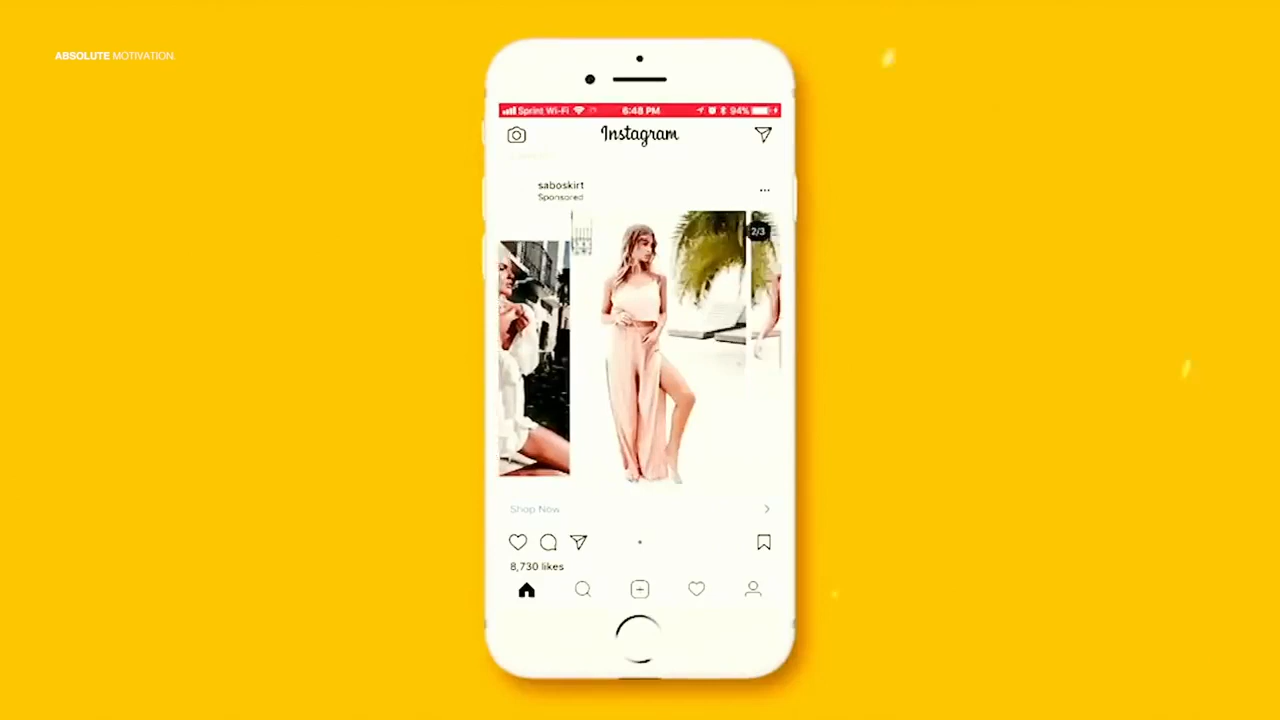 ABSOLUTE MOTIVATION
Sprint Wi-Fi 6:48 PM 94%
Instagram
saboskirt
Sponsored
2/3
Shop Now
8,730 likes